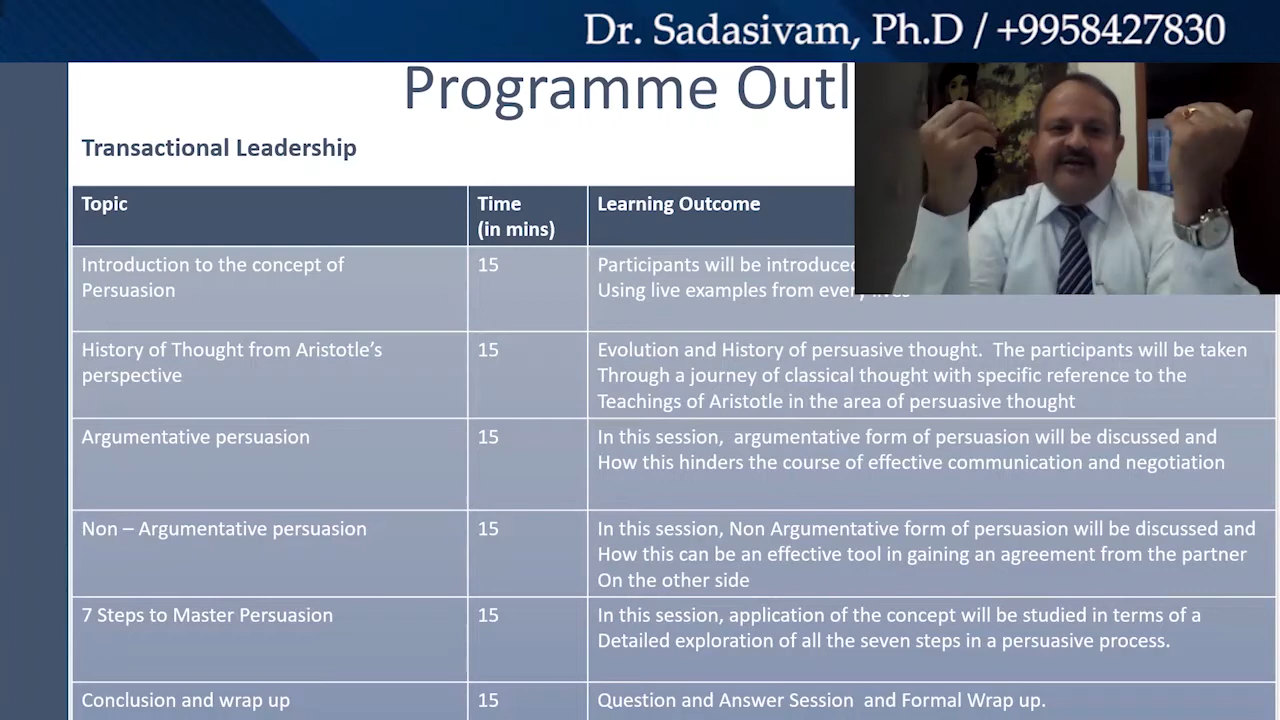 Dr. Sadasivam, Ph.D / +9958427830
Programme Outl
Transactional Leadership
Topic
Time
(in mins)
Learning Outcome
Introduction to the concept of
Persuasion
15
Participants will be introduced
Using live examples from every lives
History of Thought from Aristotle’s
perspective
15
Evolution and History of persuasive thought. The participants will be taken
Through a journey of classical thought with specific reference to the
Teachings of Aristotle in the area of persuasive thought
Argumentative persuasion
15
In this session, argumentative form of persuasion will be discussed and
How this hinders the course of effective communication and negotiation
Non – Argumentative persuasion
15
In this session, Non Argumentative form of persuasion will be discussed and
How this can be an effective tool in gaining an agreement from the partner
On the other side
7 Steps to Master Persuasion
15
In this session, application of the concept will be studied in terms of a
Detailed exploration of all the seven steps in a persuasive process.
Conclusion and wrap up
15
Question and Answer Session and Formal Wrap up.